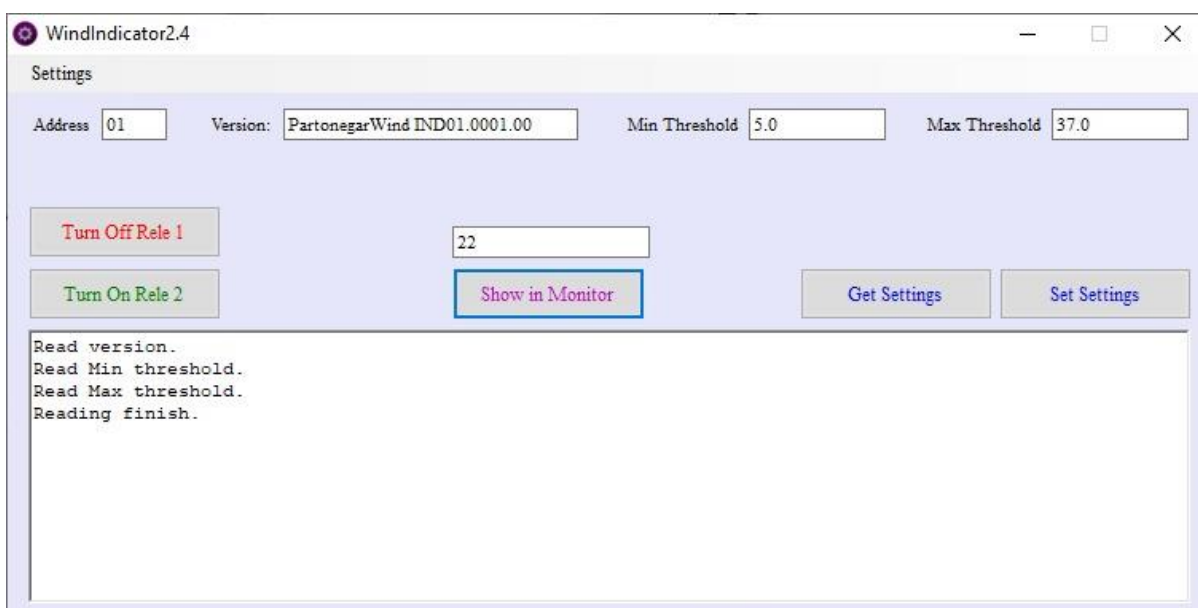 WindIndicator2.4
Settings
Address 01 Version: PartonegarWind IND01.0001.00 Min Threshold 5.0 Max Threshold 37.0
Turn Off Rele 1
22
Turn On Rele 2 Show in Monitor Get Settings Set Settings
Read version.
Read Min threshold.
Read Max threshold.
Reading finish.